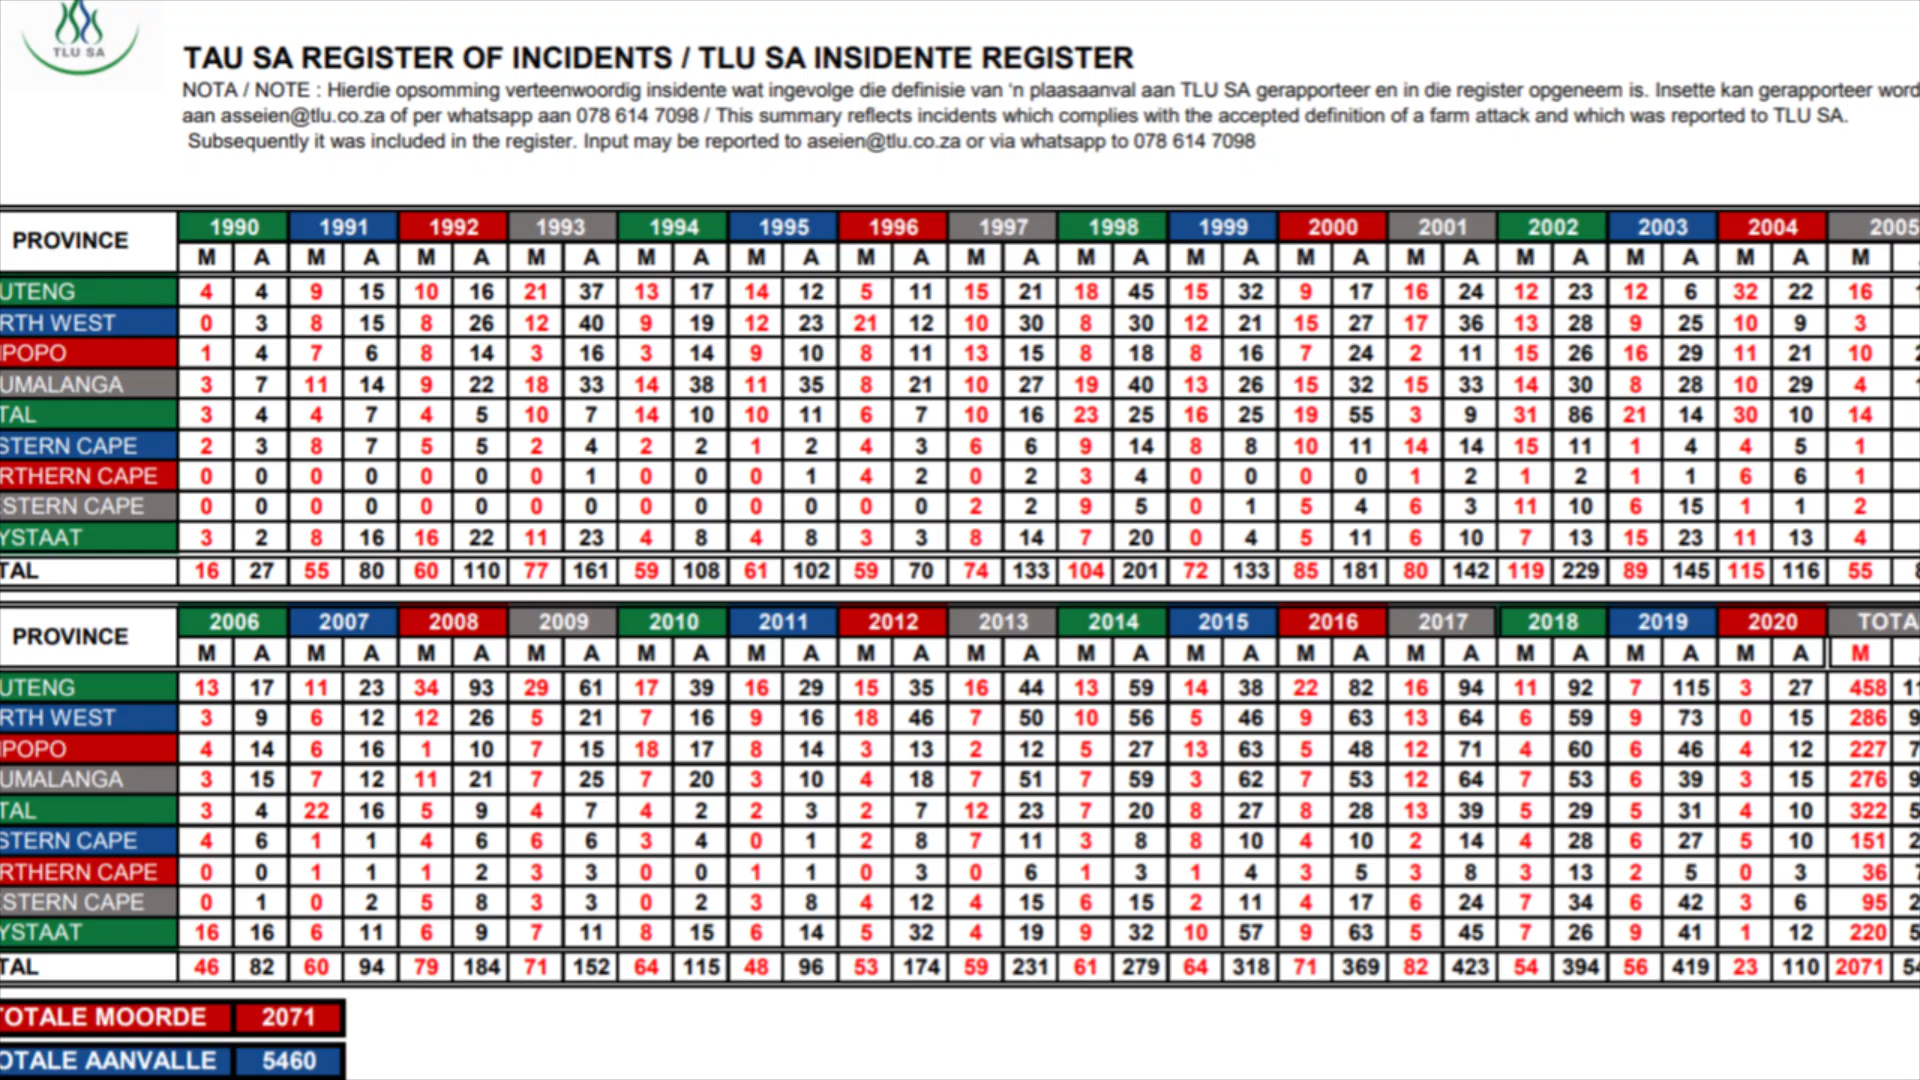 TLU SA
TAU SA REGISTER OF INCIDENTS / TLU SA INSIDENTE REGISTER
NOTA / NOTE : Hierdie opsomming verteenwoordig insidente wat ingevolge die definisie van 'n plaasaanval aan TLU SA gerapporteer en in die register opgeneem is. Insette kan gerapporteer word
aan asseien@tlu.co.za of per whatsapp aan 078 614 7098 / This summary reflects incidents which complies with the accepted definition of a farm attack and which was reported to TLU SA.
Subsequently it was included in the register. Input may be reported to aseien@tlu.co.za or via whatsapp to 078 614 7098
PROVINCE 1990 1991 1992 1993 1994 1995 1996 1997 1998 1999 2000 2001 2002 2003 2004 2005
M A M A M A M A M A M A M A M A M A M A M A M A M A M A M A M
UTENG 4 4 9 15 10 16 21 37 13 17 14 12 5 11 15 21 18 45 15 32 9 17 16 24 12 23 12 6 32 22 16
RTH WEST 0 3 8 15 8 26 12 40 9 19 12 23 21 12 10 30 8 30 12 21 15 27 17 36 13 28 9 25 10 9 3
POPO 1 4 7 6 8 14 3 16 3 14 9 10 8 11 13 15 8 18 8 16 7 24 2 11 15 26 16 29 11 21 10
UMALANGA 3 7 11 14 9 22 18 33 14 38 11 35 8 21 10 27 19 40 13 26 15 32 15 33 14 30 8 28 10 29 4
TAL 3 4 4 7 4 5 10 7 14 10 10 11 6 7 10 16 23 25 16 25 19 55 3 9 31 86 21 14 30 10 14
STERN CAPE 2 3 8 7 5 5 2 4 2 2 1 2 4 3 6 6 9 14 8 8 10 11 14 14 15 11 1 4 4 5 1
RTHERN CAPE 0 0 0 0 0 0 0 1 0 0 0 1 4 2 0 2 3 4 0 0 0 0 1 2 1 2 1 1 6 6 1
STERN CAPE 0 0 0 0 0 0 0 0 0 0 0 0 0 0 2 2 9 5 0 1 5 4 6 3 11 10 6 15 1 1 2
YSTAAT 3 2 8 16 16 22 11 23 4 8 4 8 3 3 8 14 7 20 0 4 5 11 6 10 7 13 15 23 11 13 4
TAL 16 27 55 80 60 110 77 161 59 108 61 102 59 70 74 133 104 201 72 133 85 181 80 142 119 229 89 145 115 116 55
PROVINCE 2006 2007 2008 2009 2010 2011 2012 2013 2014 2015 2016 2017 2018 2019 2020 TOTA
M A M A M A M A M A M A M A M A M A M A M A M A M A M A M A M
UTENG 13 17 11 23 34 93 29 61 17 39 16 29 15 35 16 44 13 59 14 38 22 82 16 94 11 92 7 115 3 27 458
RTH WEST 3 9 6 12 12 26 5 21 7 16 9 16 18 46 7 50 10 56 5 46 9 63 13 64 6 59 9 73 0 15 286
POPO 4 14 6 16 1 10 7 15 18 17 8 14 3 13 2 12 5 27 13 63 5 48 12 71 4 60 6 46 4 12 227
UMALANGA 3 15 7 12 11 21 7 25 7 20 3 10 4 18 7 51 7 59 3 62 7 53 12 64 7 53 6 39 3 15 276
TAL 3 4 22 16 5 9 4 7 4 2 2 3 2 7 12 23 7 20 8 27 8 28 13 39 5 29 5 31 4 10 322
STERN CAPE 4 6 1 1 4 6 6 6 3 4 0 1 2 8 7 11 3 8 8 10 4 10 2 14 4 28 6 27 5 10 151
RTHERN CAPE 0 0 1 1 1 2 3 3 0 0 1 1 0 3 0 6 1 3 1 4 3 5 3 8 3 13 2 5 0 3 36
STERN CAPE 0 1 0 2 5 8 3 3 0 2 3 8 4 12 4 15 6 15 2 11 4 17 6 24 7 34 6 42 3 6 95
YSTAAT 16 16 6 11 6 9 7 11 8 15 6 14 5 32 4 19 9 32 10 57 9 63 5 45 7 26 9 41 1 12 220
TAL 46 82 60 94 79 184 71 152 64 115 48 96 53 174 59 231 61 279 64 318 71 369 82 423 54 394 56 419 23 110 2071
TOTALE MOORDE 2071
OTALE AANVALLE 5460